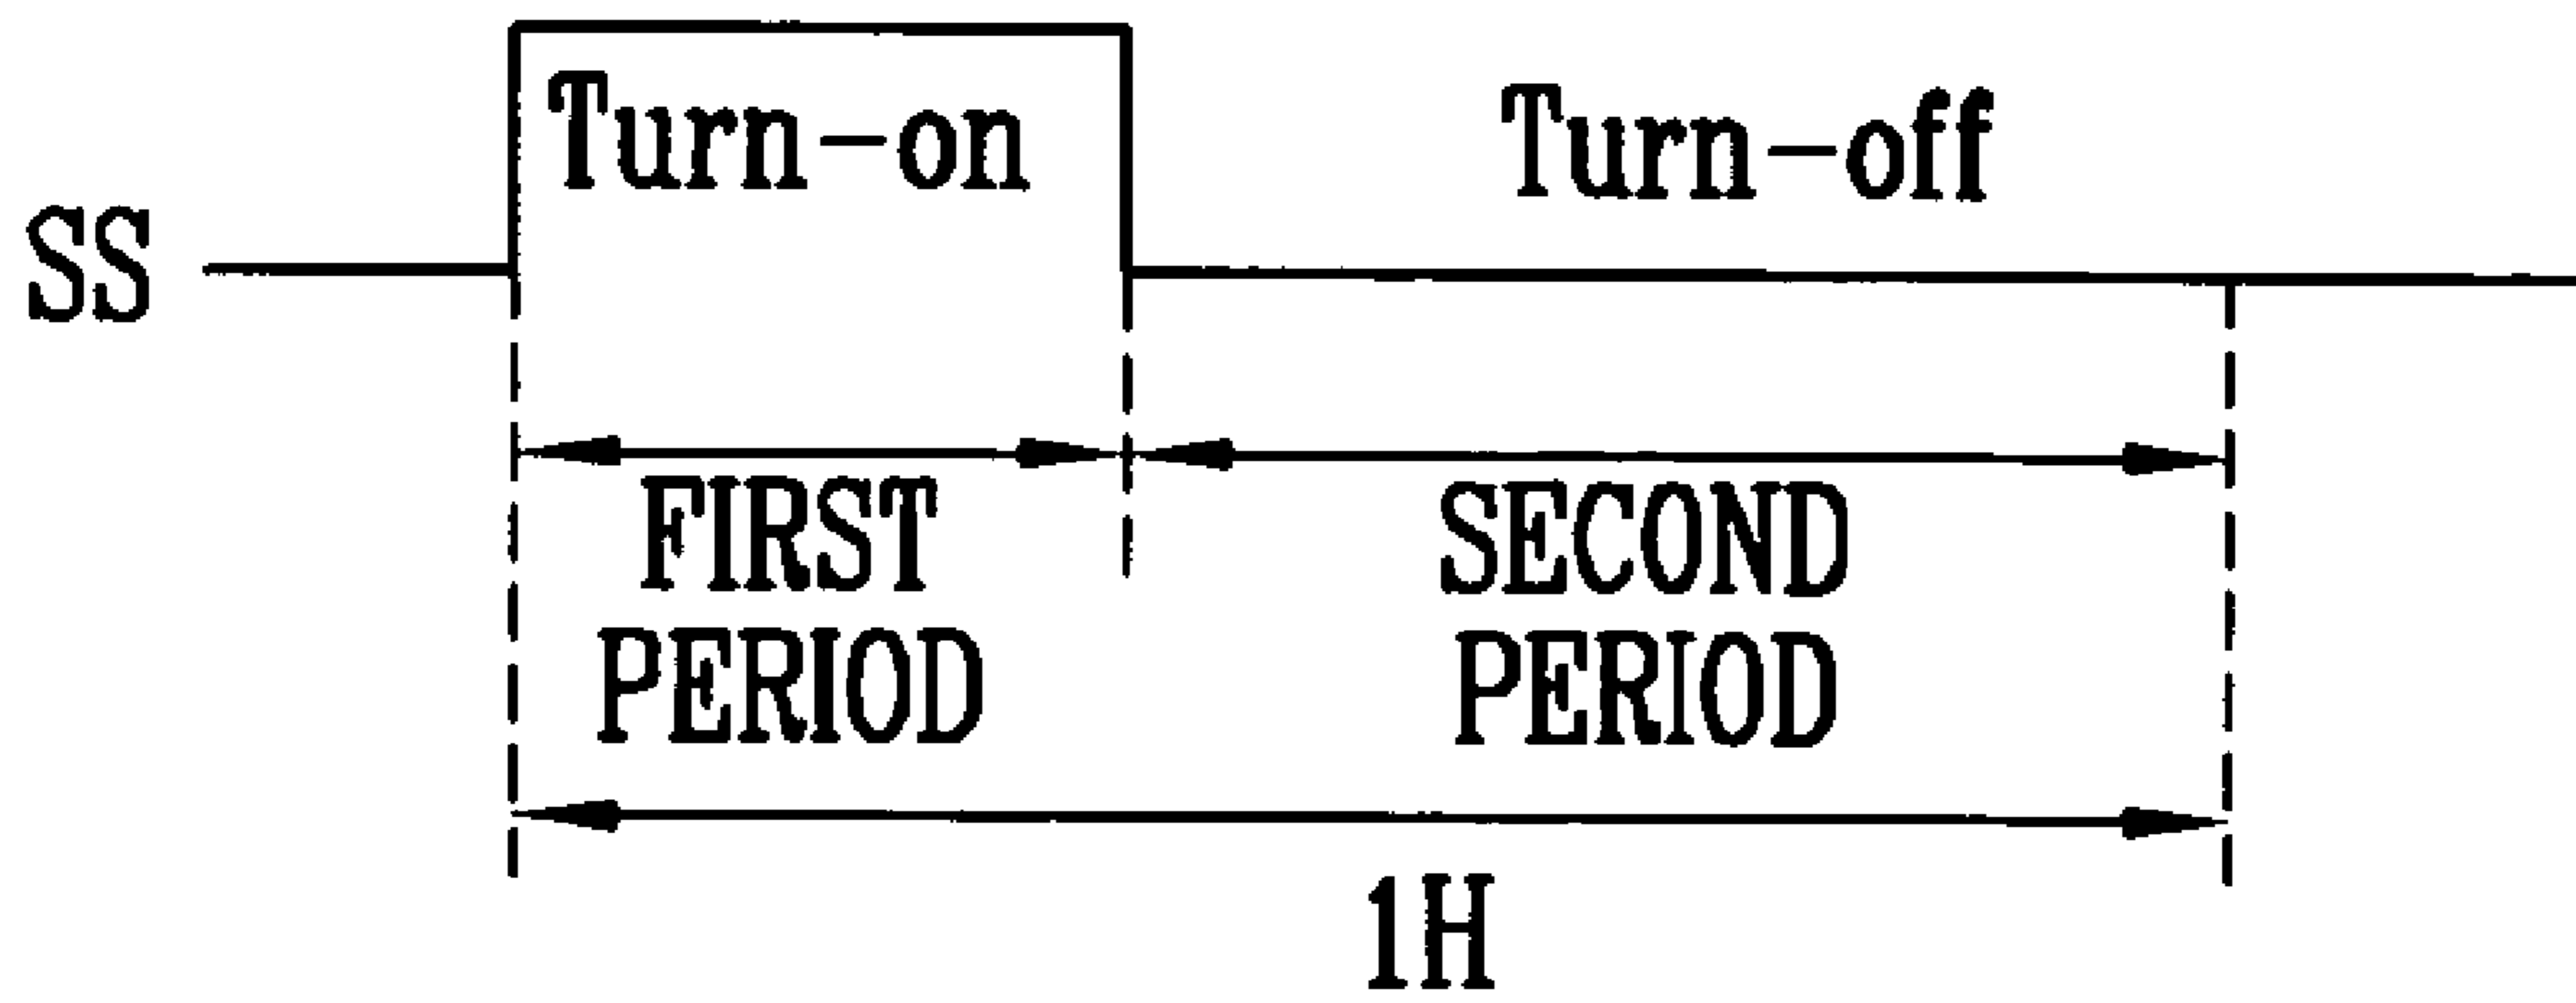 Turn-on
Turn-off
SS
FIRST
PERIOD
SECOND
PERIOD
1H